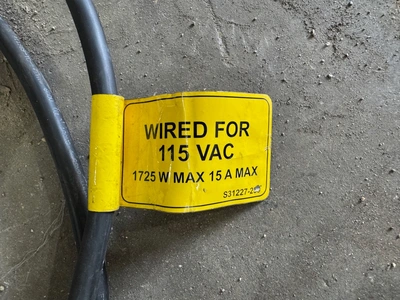 WIRED FOR
115 VAC
1725 W MAX 15 A MAX